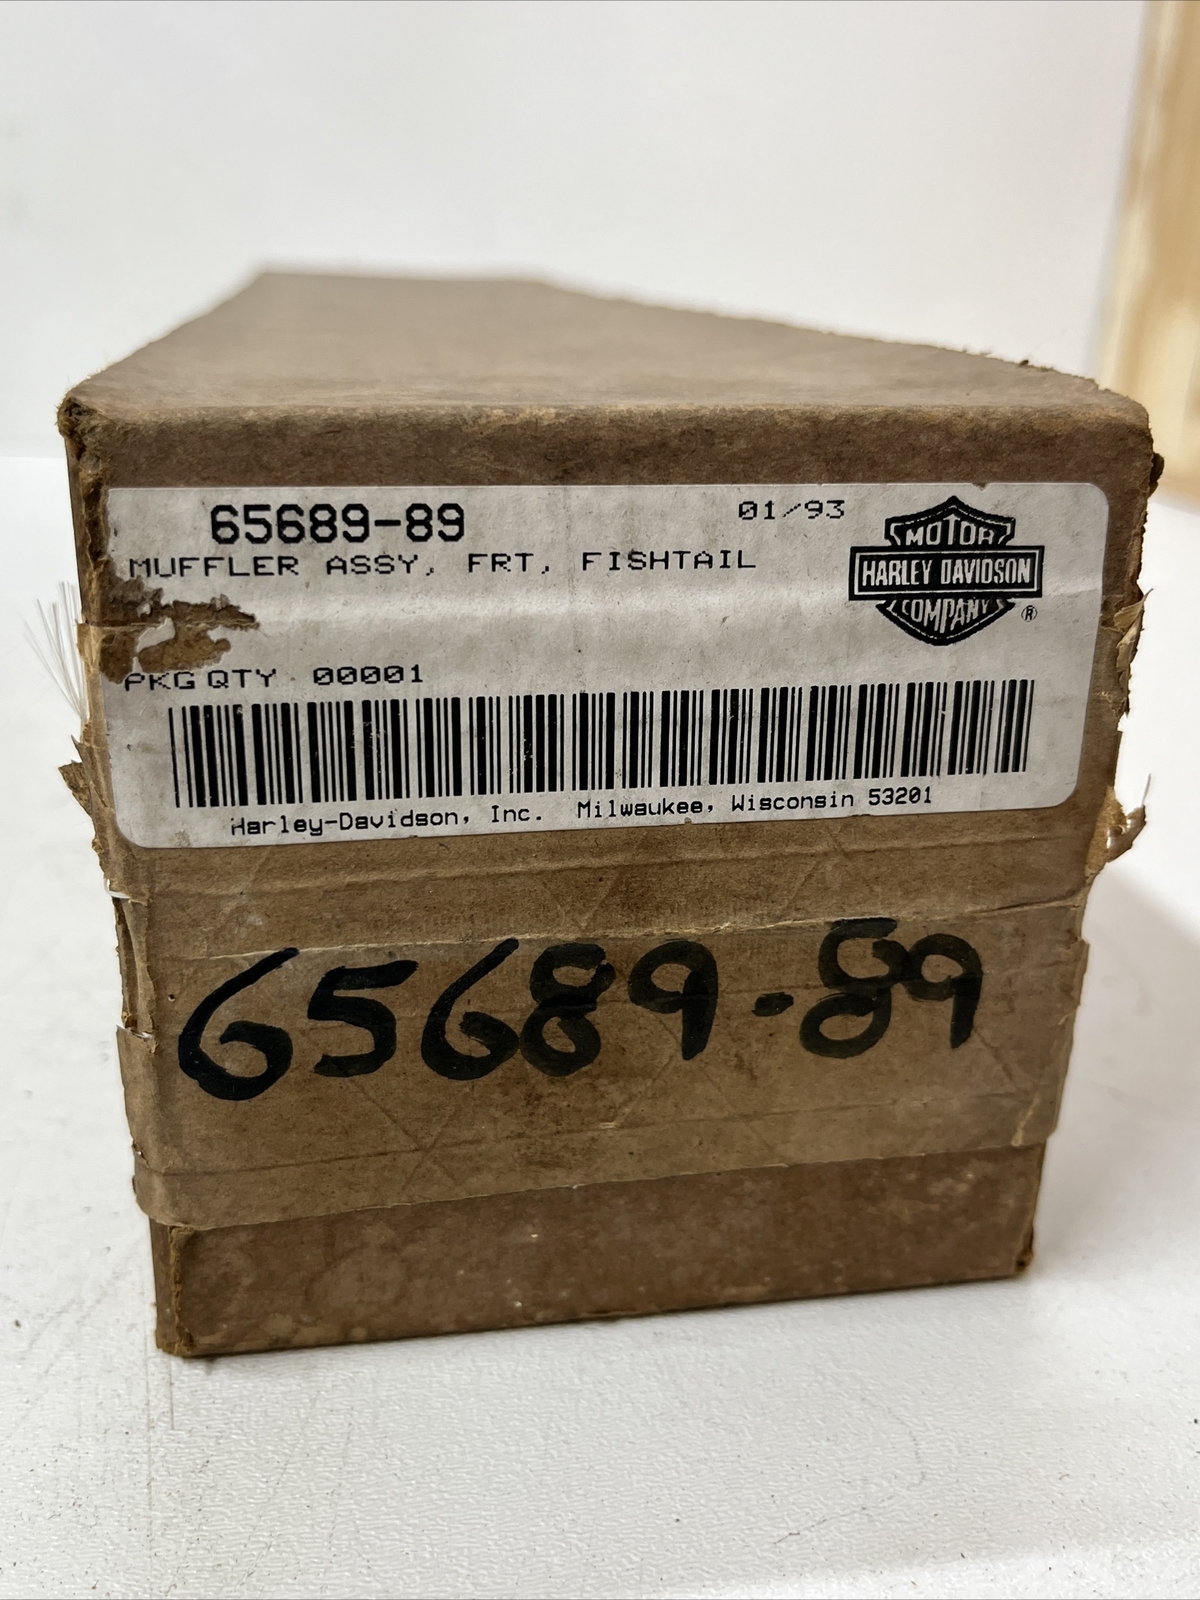 65689-89
01/93
MUFFLER ASSY, FRT, FISHTAIL
MOTOR
HARLEY DAVIDSON
COMPANY
®
PKG QTY 00001
Harley-Davidson, Inc. Milwaukee, Wisconsin 53201
65689-89